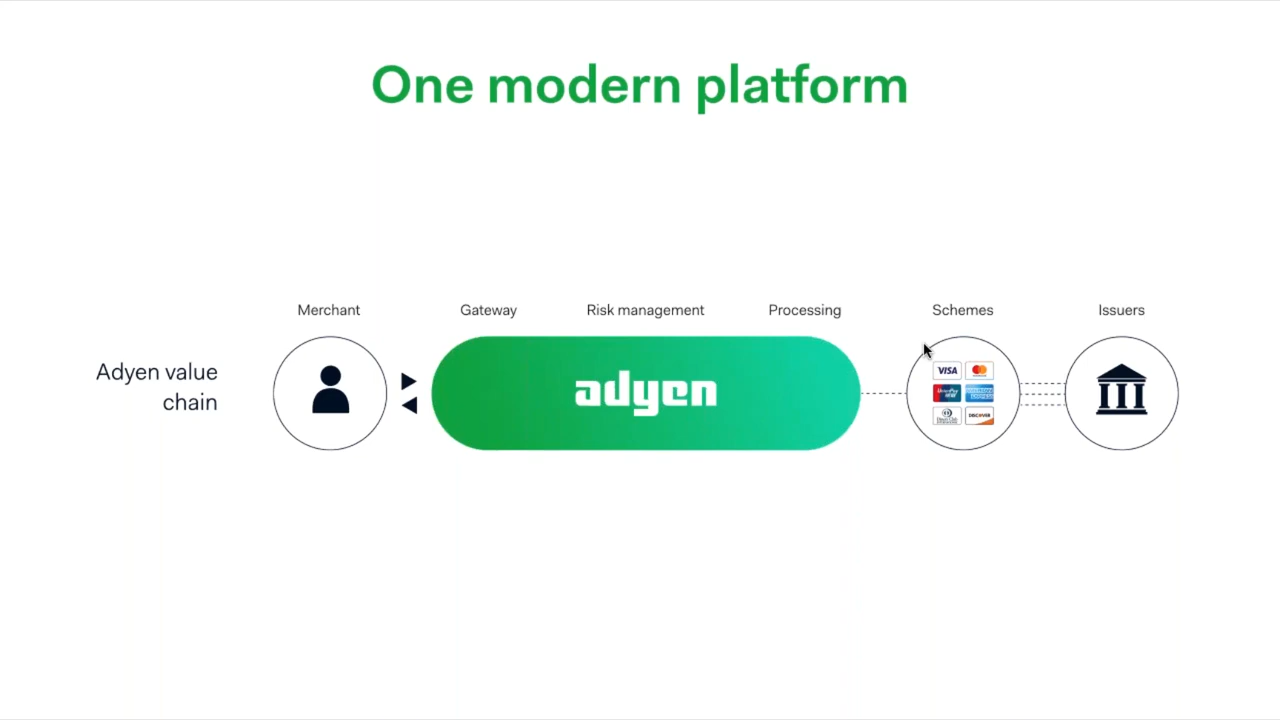 One modern platform
Merchant
Gateway
Risk management
Processing
Schemes
Issuers
Adyen value
chain
adyen
VISA
DISCOVER